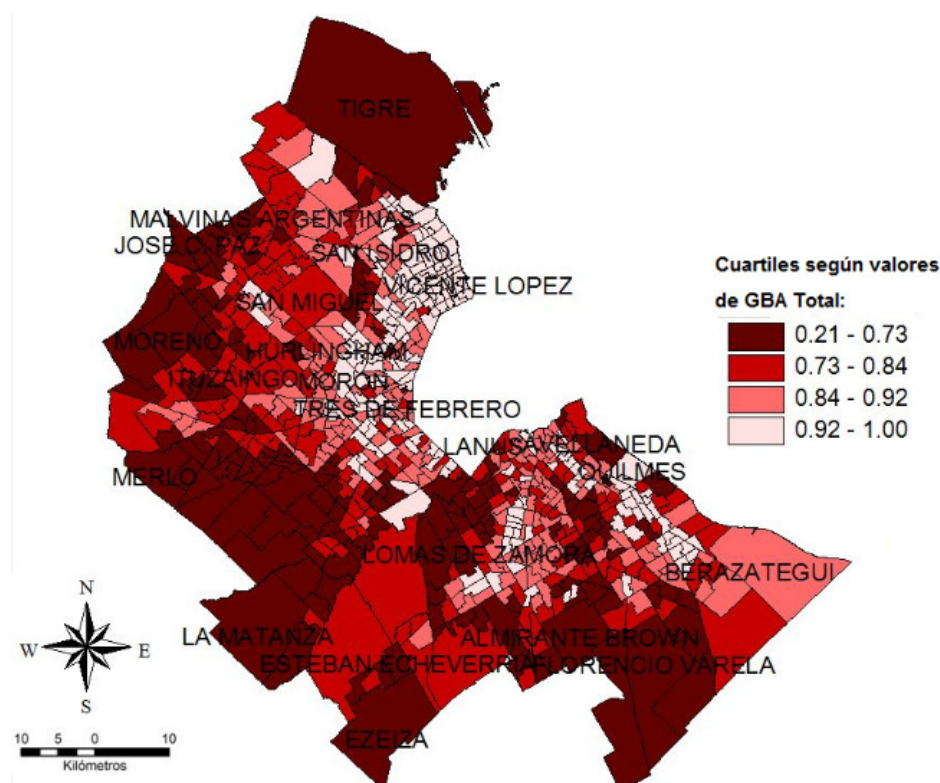 TIGRE
MALVINAS ARGENTINAS
JOSE C. PAZ
SAN ISIDRO
VICENTE LOPEZ
SAN MIGUEL
MORENO
HURLINGHAM
ITUZAINGO
MORON
TRES DE FEBRERO
LANUS
AVELLANEDA
QUILMES
MERLO
LOMAS DE ZAMORA
BERAZATEGUI
LA MATANZA
ALMIRANTE BROWN
ESTEBAN ECHEVERRIA
FLORENCIO VARELA
EZEIZA
Cuartiles según valores
de GBA Total:
0.21 - 0.73
0.73 - 0.84
0.84 - 0.92
0.92 - 1.00
N
W E
S
10 5 0 10
Kilómetros